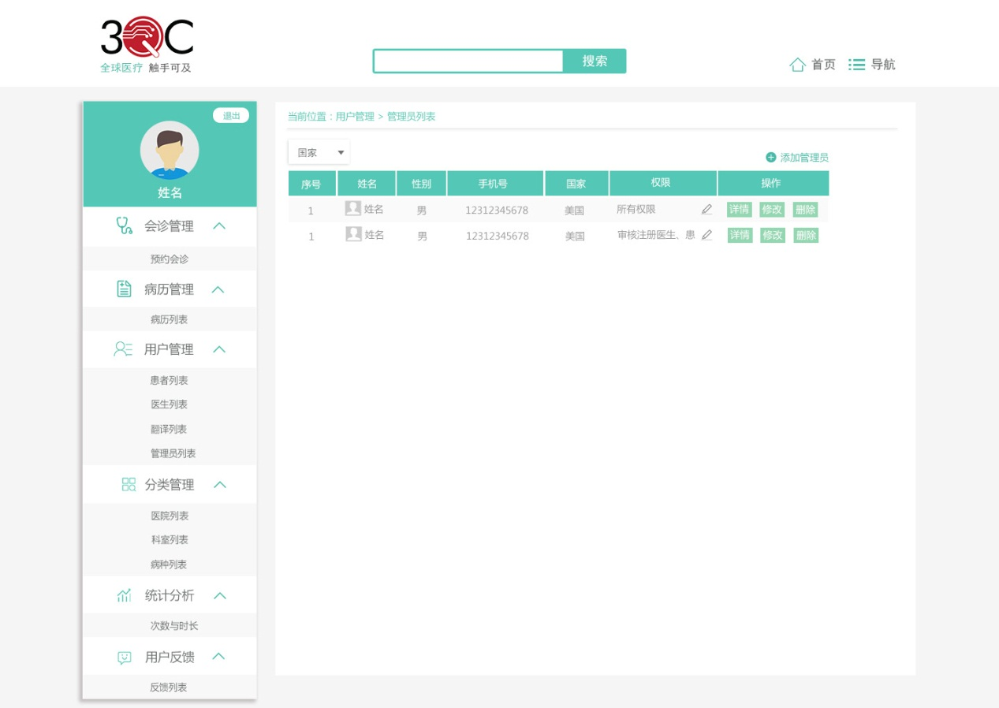 3QC
全球医疗 触手可及
搜索
首页
导航
退出
姓名
会诊管理
预约会诊
病历管理
病历列表
用户管理
患者列表
医生列表
翻译列表
管理员列表
分类管理
医院列表
科室列表
病种列表
统计分析
次数与时长
用户反馈
反馈列表
当前位置：用户管理 > 管理员列表
国家
添加管理员
序号 姓名 性别 手机号 国家 权限 操作
1 姓名 男 12312345678 美国 所有权限 详情 修改 删除
1 姓名 男 12312345678 美国 审核注册医生、患 详情 修改 删除